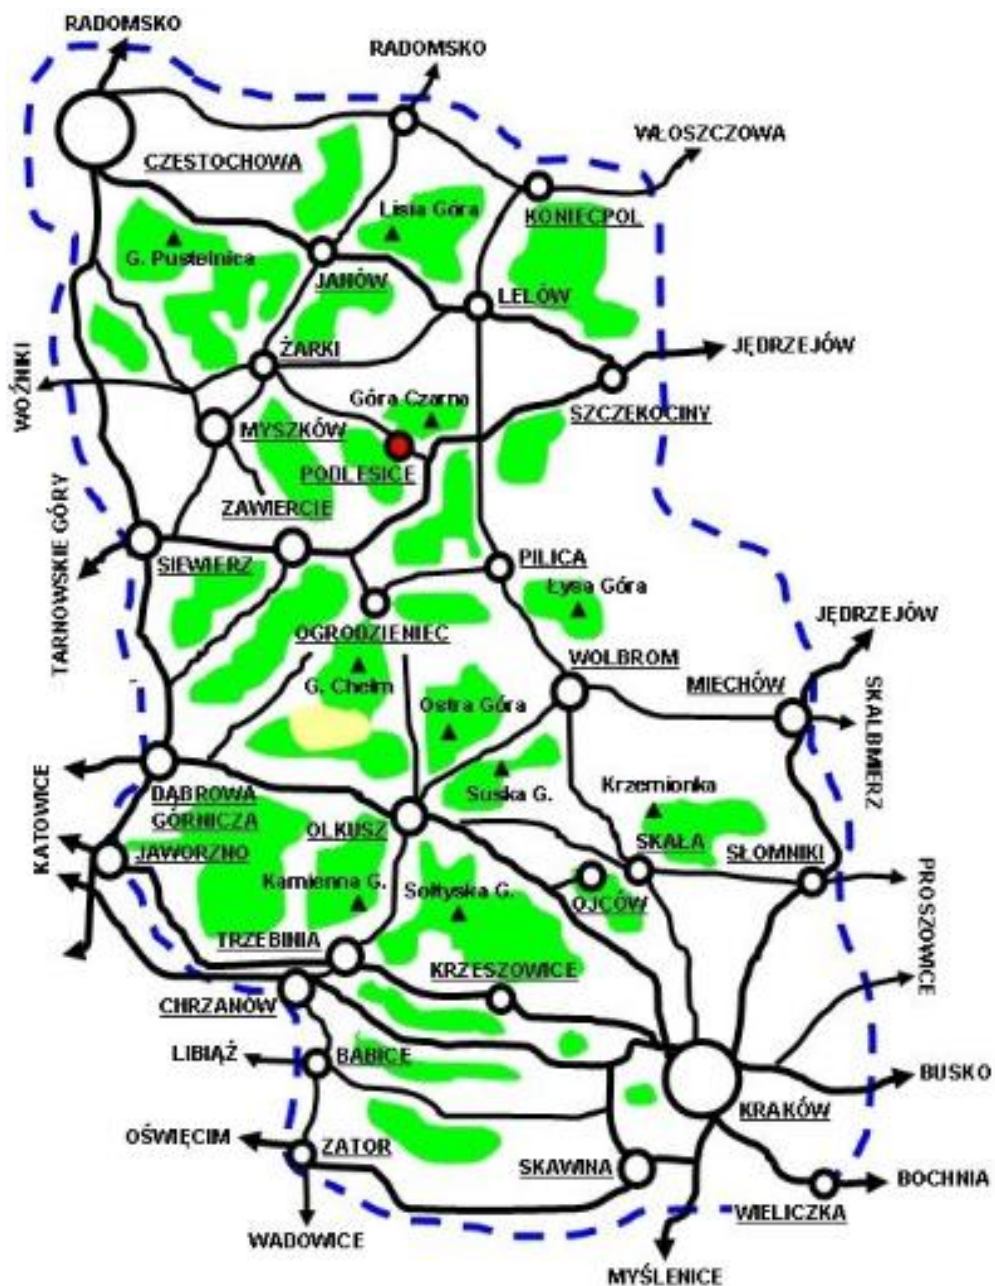 RADOMSKO
RADOMSKO
WŁOSZCZOWA
CZESTOCHOWA
Lisia Góra
KONIECPOL
G. Pustelnica
JANÓW
LELÓW
ŻARKI
JĘDRZEJÓW
WOŹNIKI
Góra Czarna
SZCZEKOCINY
MYSZKÓW
PODLESICE
ZAWIERCIE
TARNOWSKIE GÓRY
SIEWIERZ
PILICA
Łysa Góra
JĘDRZEJÓW
OGRODZIENIEC
WOLBROM
G. Chełm
MIECHÓW
SKALBMIERZ
Ostra Góra
KATOWICE
DĄBROWA
GÓRNICZA
Suska G.
Krzemionka
OLKUSZ
SKAŁA
SŁOMNIKI
JAWORZNO
Kamienna G.
Sołtyska G.
OJCÓW
PROSZOWICE
TRZEBINIA
KRZESZOWICE
CHRZANÓW
LIBIĄŻ
BABICE
BUSKO
KRAKÓW
OŚWIĘCIM
ZATOR
SKAWINA
BOCHNIA
WIELICZKA
WADOWICE
MYŚLENICE